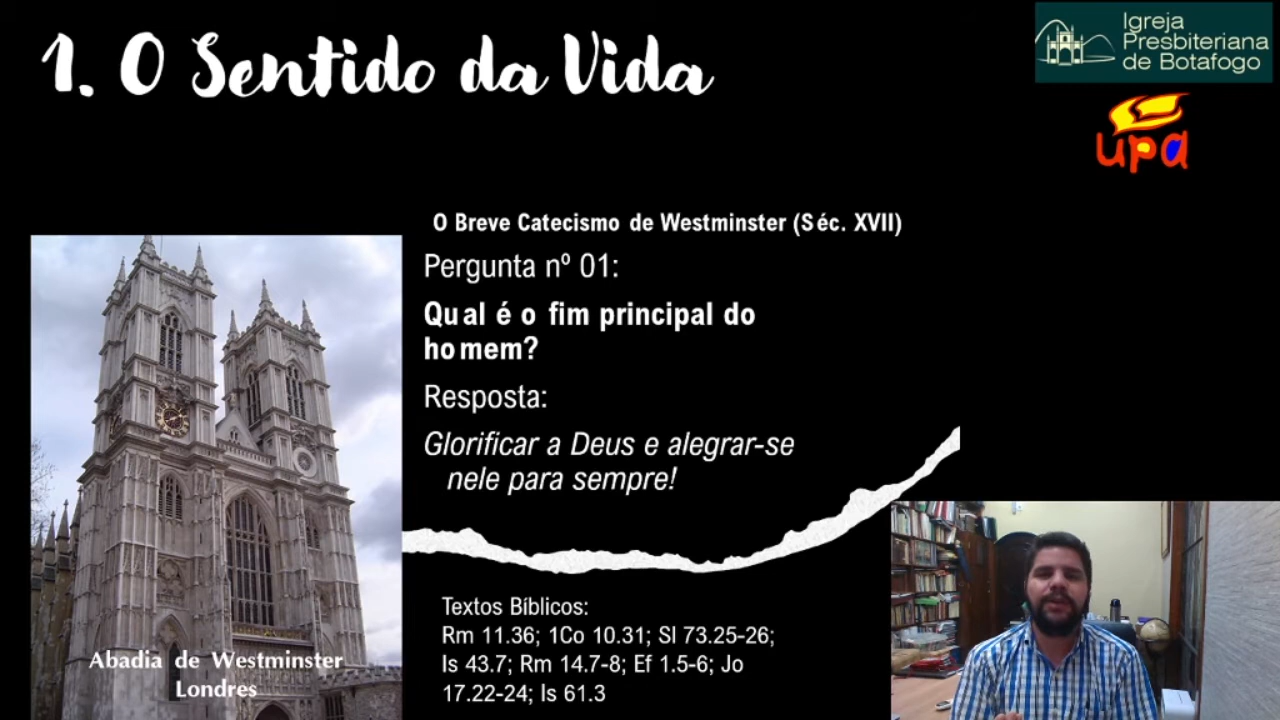 1. O Sentido da Vida
Igreja
Presbiteriana
de Botafogo
upa
O Breve Catecismo de Westminster (Séc. XVII)
Pergunta nº 01:
Qual é o fim principal do
homem?
Resposta:
Glorificar a Deus e alegrar-se
nele para sempre!
Textos Bíblicos:
Rm 11.36; 1Co 10.31; Sl 73.25-26;
Is 43.7; Rm 14.7-8; Ef 1.5-6; Jo
17.22-24; Is 61.3
Abadia de Westminster
Londres